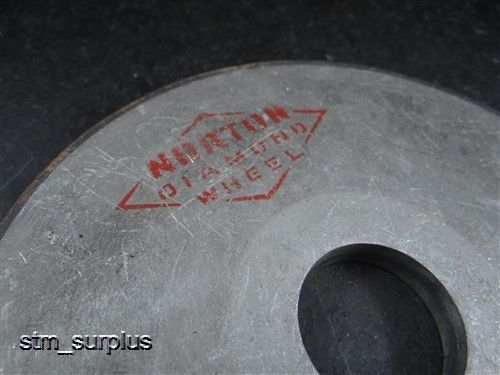 NORTON
DIAMOND
WHEEL
stm_surplus